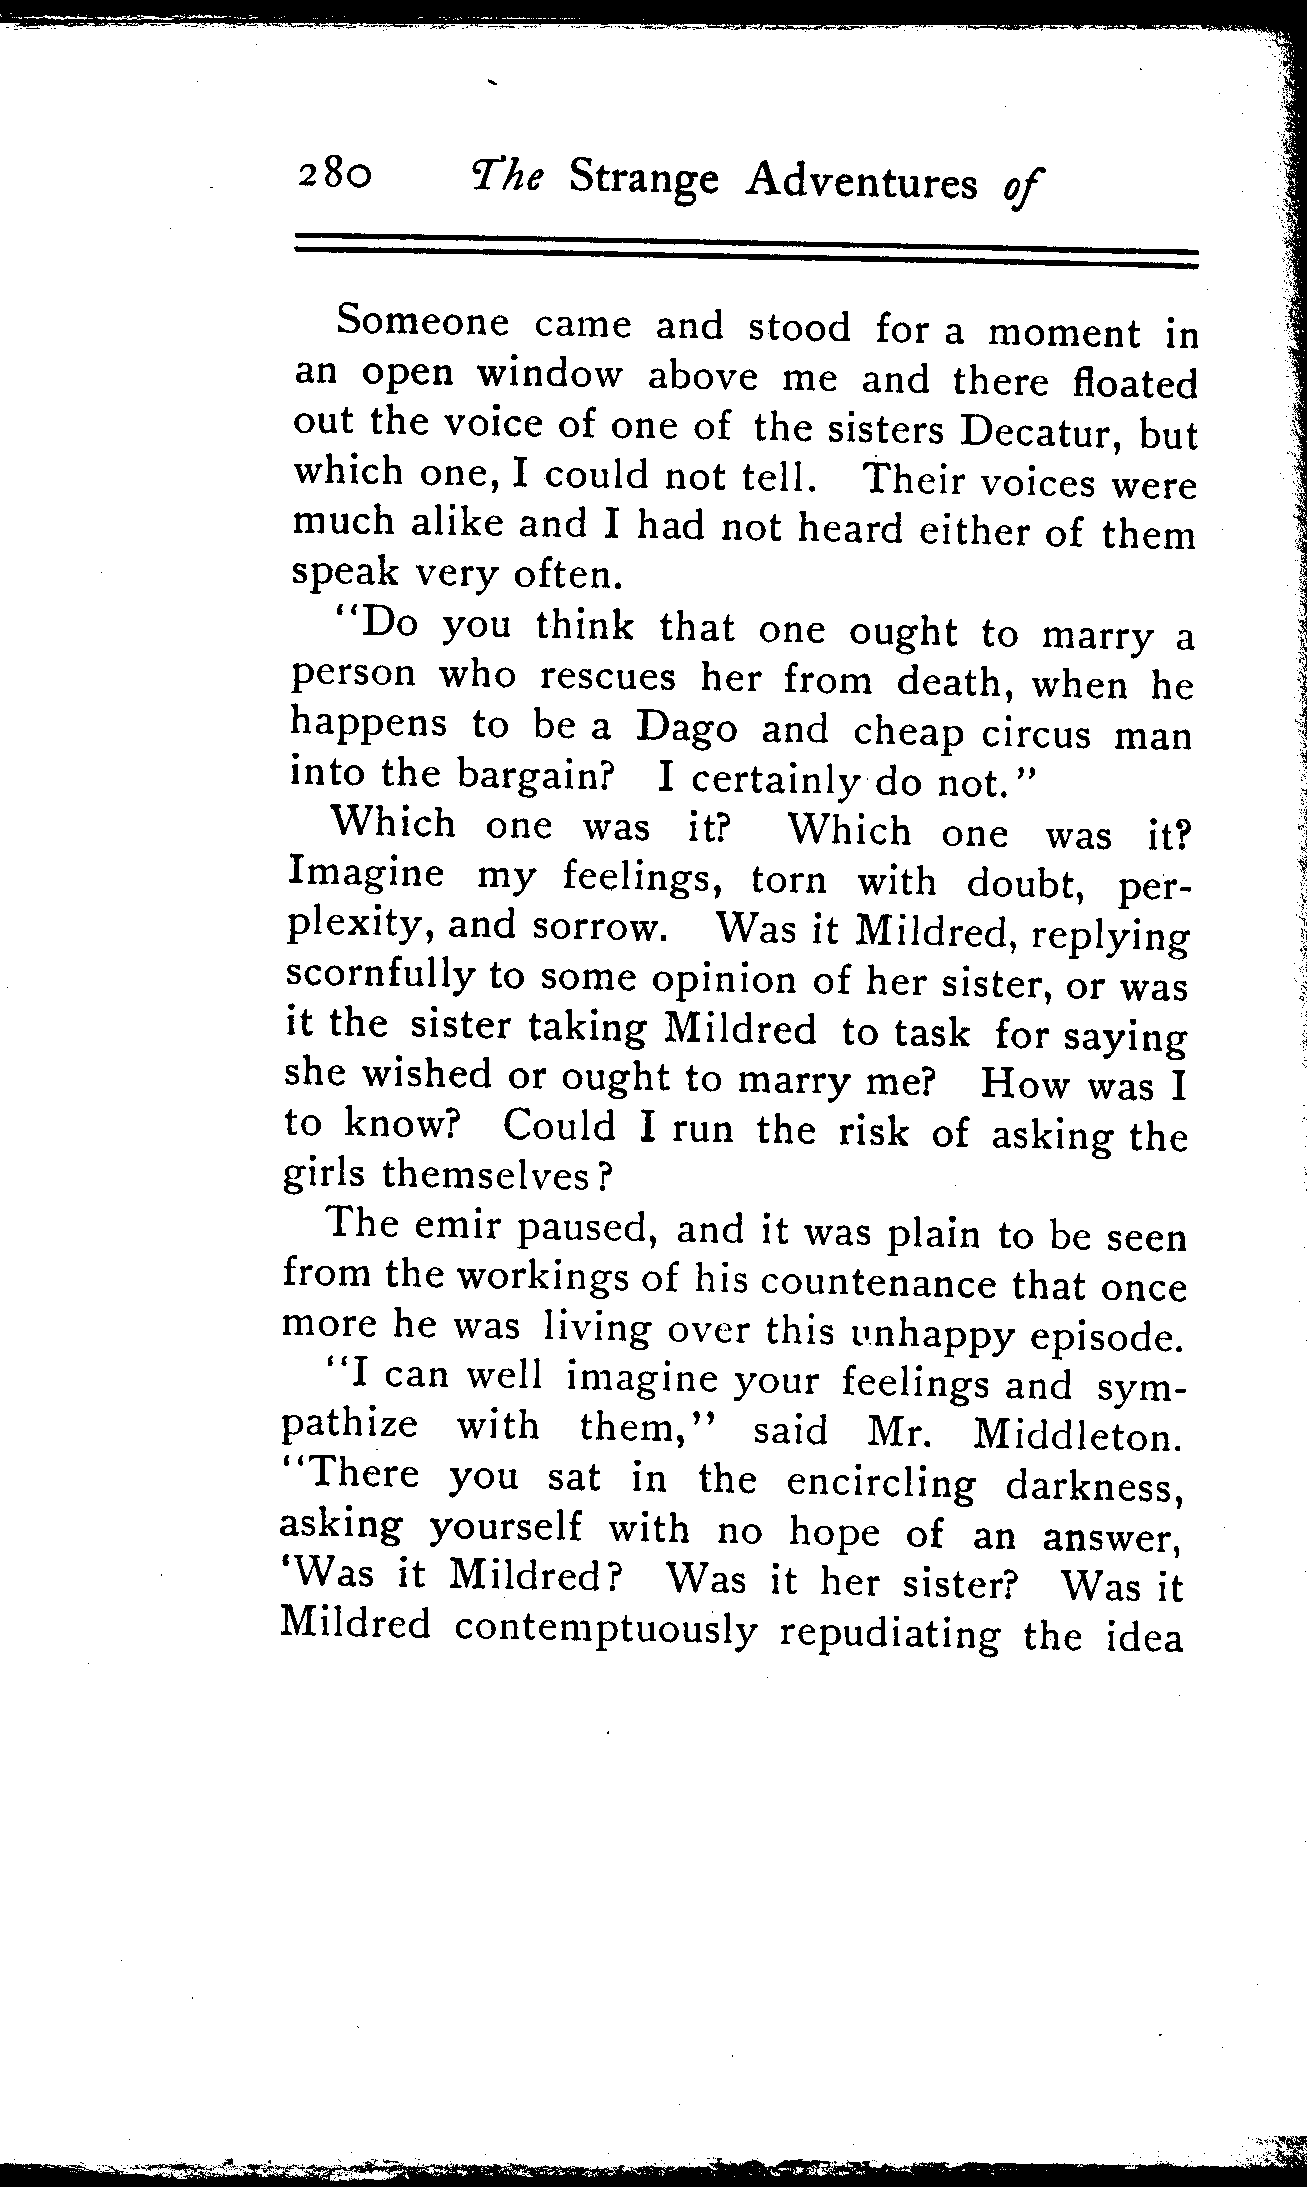 280 The Strange Adventures of
Someone came and stood for a moment in
an open window above me and there floated
out the voice of one of the sisters Decatur, but
which one, I could not tell. Their voices were
much alike and I had not heard either of them
speak very often.
"Do you think that one ought to marry a
person who rescues her from death, when he
happens to be a Dago and cheap circus man
into the bargain? I certainly do not."
Which one was it? Which one was it?
Imagine my feelings, torn with doubt, per-
plexity, and sorrow. Was it Mildred, replying
scornfully to some opinion of her sister, or was
it the sister taking Mildred to task for saying
she wished or ought to marry me? How was I
to know? Could I run the risk of asking the
girls themselves?
The emir paused, and it was plain to be seen
from the workings of his countenance that once
more he was living over this unhappy episode.
"I can well imagine your feelings and sym-
pathize with them," said Mr. Middleton.
"There you sat in the encircling darkness,
asking yourself with no hope of an answer,
'Was it Mildred? Was it her sister? Was it
Mildred contemptuously repudiating the idea